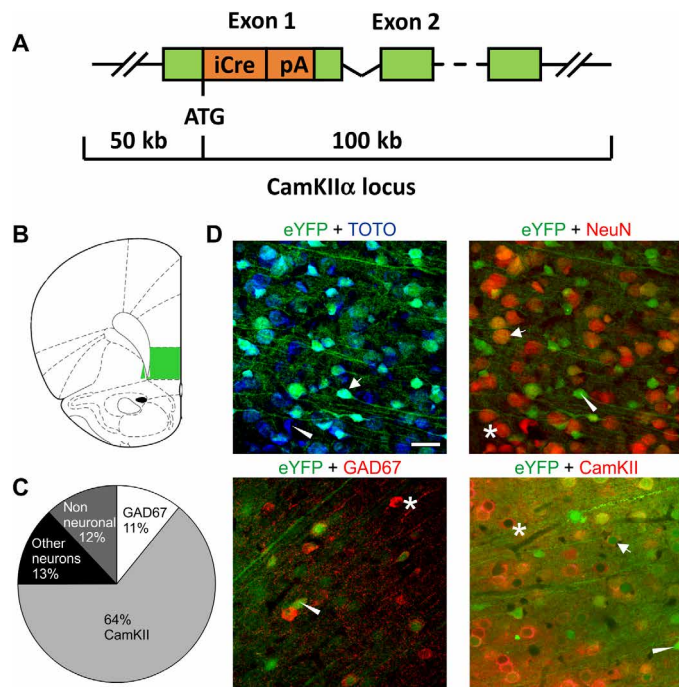 A
Exon 1
Exon 2
iCre
pA
ATG
50 kb
100 kb
CamKIIα locus
B
D
eYFP + TOTO
eYFP + NeuN
*
C
Non
neuronal
12%
GAD67
11%
Other
neurons
13%
64%
CamKII
eYFP + GAD67
*
eYFP + CamKII
*